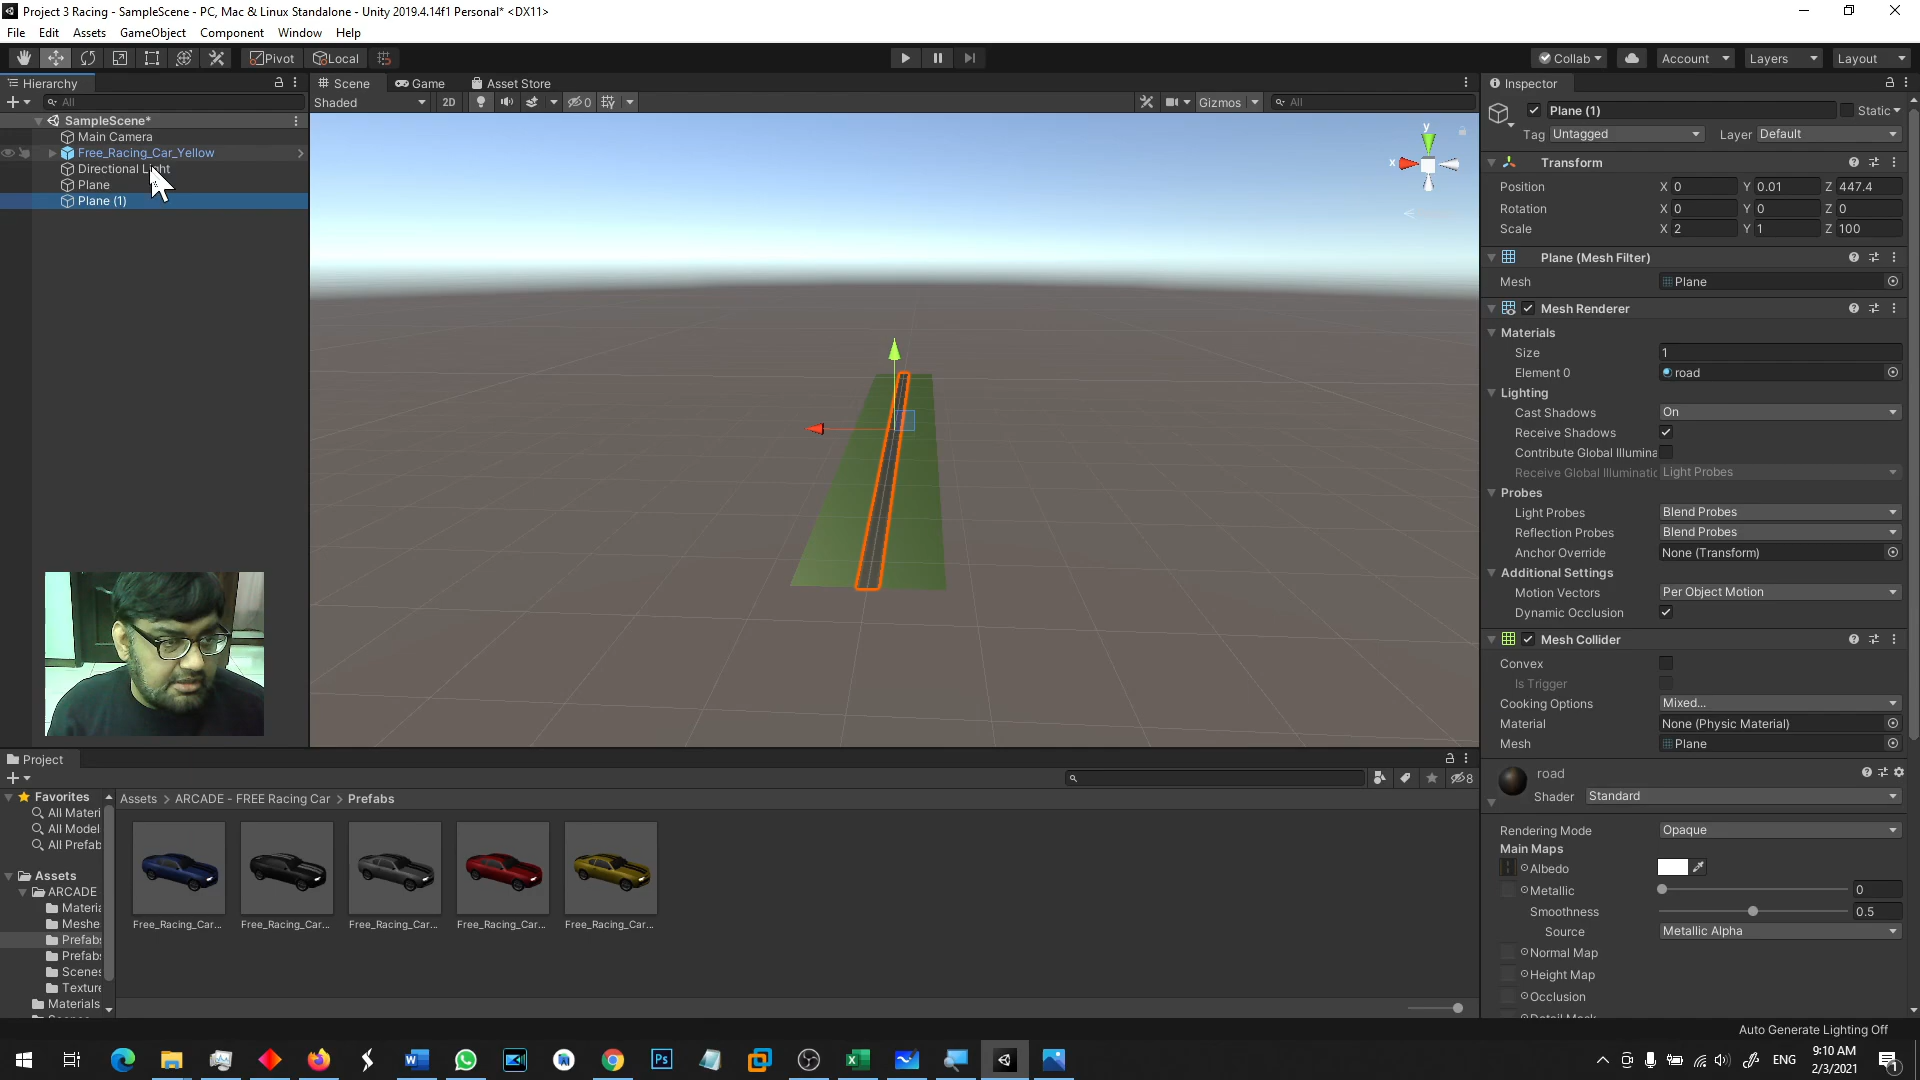 Project 3 Racing - SampleScene - PC, Mac & Linux Standalone - Unity 2019.4.14f1 Personal* <DX11>
File Edit Assets GameObject Component Window Help
Pivot Local Collab Account Layers Layout
Hierarchy
All
SampleScene*
Main Camera
Free_Racing_Car_Yellow
Directional Light
Plane
Plane (1)
Scene Game Asset Store
Shaded 2D 0 Gizmos All
y
x
Inspector
Plane (1) Static
Tag Untagged Layer Default
Transform
Position X 0 Y 0.01 Z 447.4
Rotation X 0 Y 0 Z 0
Scale X 2 Y 1 Z 100
Plane (Mesh Filter)
Mesh Plane
Mesh Renderer
Materials
Size 1
Element 0 road
Lighting
Cast Shadows On
Receive Shadows
Contribute Global Illumina
Receive Global Illuminatic Light Probes
Probes
Light Probes Blend Probes
Reflection Probes Blend Probes
Anchor Override None (Transform)
Additional Settings
Motion Vectors Per Object Motion
Dynamic Occlusion
Mesh Collider
Convex
Is Trigger
Cooking Options Mixed...
Material None (Physic Material)
Mesh Plane
road
Shader Standard
Rendering Mode Opaque
Main Maps
Albedo
Metallic 0
Smoothness 0.5
Source Metallic Alpha
Normal Map
Height Map
Occlusion
Project
8
Favorites
All Materi
All Model
All Prefab
Assets
ARCADE
Materia
Meshe
Prefabs
Prefab
Scenes
Texture
Materials
Assets > ARCADE - FREE Racing Car > Prefabs
Free_Racing_Car... Free_Racing_Car... Free_Racing_Car... Free_Racing_Car... Free_Racing_Car...
Auto Generate Lighting Off
ENG
9:10 AM
2/3/2021
1